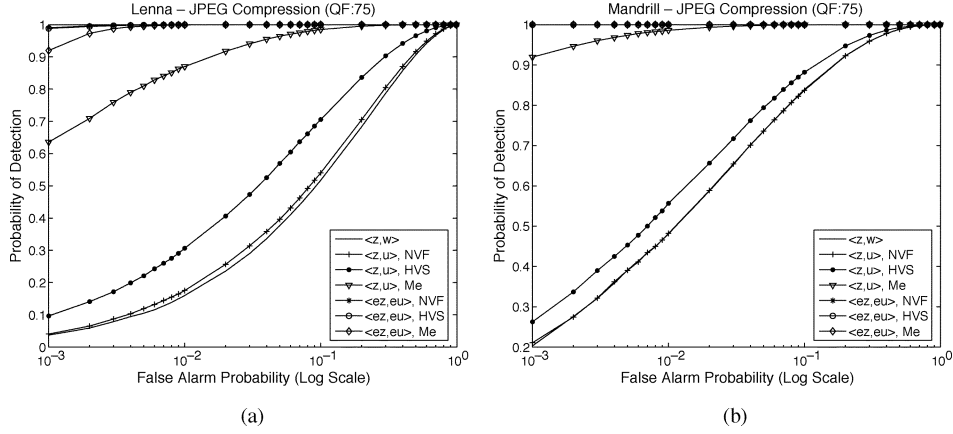 Lenna – JPEG Compression (QF:75)
Probability of Detection
1
0.9
0.8
0.7
0.6
0.5
0.4
0.3
0.2
0.1
0
10^−3
10^−2
10^−1
10^0
False Alarm Probability (Log Scale)
<z,w>
<z,u>, NVF
<z,u>, HVS
<z,u>, Me
<ez,eu>, NVF
<ez,eu>, HVS
<ez,eu>, Me
(a)
Mandrill – JPEG Compression (QF:75)
Probability of Detection
1
0.9
0.8
0.7
0.6
0.5
0.4
0.3
0.2
10^−3
10^−2
10^−1
10^0
False Alarm Probability (Log Scale)
<z,w>
<z,u>, NVF
<z,u>, HVS
<z,u>, Me
<ez,eu>, NVF
<ez,eu>, HVS
<ez,eu>, Me
(b)